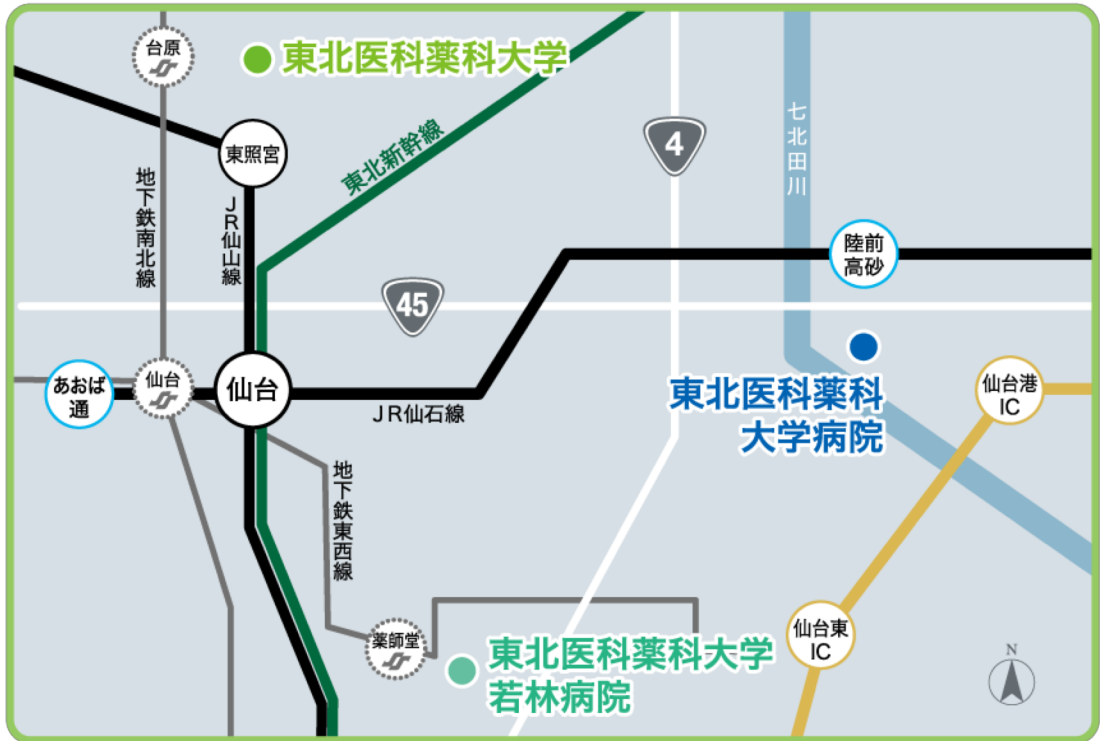 台原
東北医科薬科大学
東照宮
東北新幹線
4
七北田川
地下鉄南北線
JR仙山線
陸前
高砂
45
あおば
通
仙台
仙台
JR仙石線
東北医科薬科
大学病院
仙台港
IC
地下鉄東西線
薬師堂
東北医科薬科大学
若林病院
仙台東
IC
N